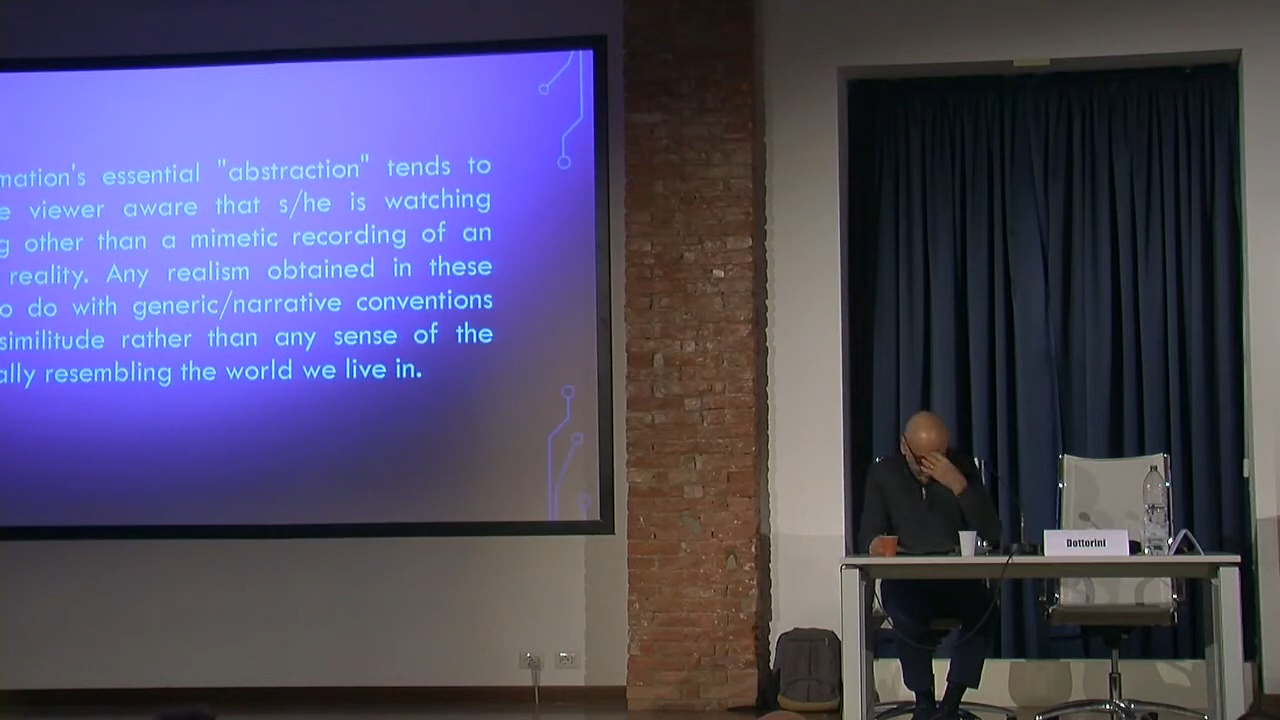 mation's essential "abstraction" tends to
e viewer aware that s/he is watching
g other than a mimetic recording of an
reality. Any realism obtained in these
o do with generic/narrative conventions
similitude rather than any sense of the
ally resembling the world we live in.
Dottorini